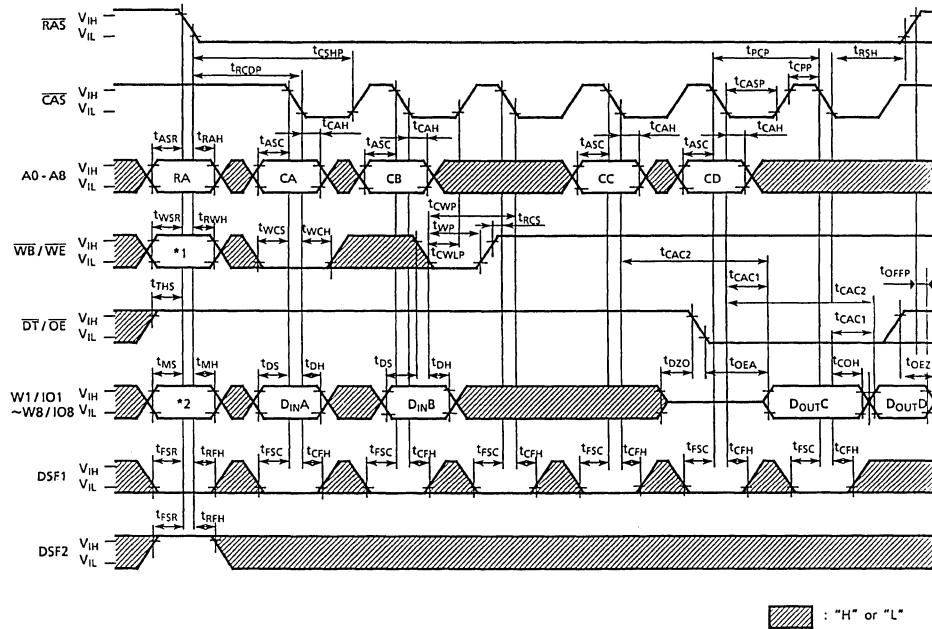 RAS VIH VIL
tCSHP tPCP tRSH
tRCDP tCPP
CAS VIH VIL tCASP
tASR tRAH tASC tCAH tASC tCAH tASC tCAH tASC tCAH
A0 - A8 VIH VIL RA CA CB CC CD
tCWP
tWSR tRWH tWCS tWCH tWP tRCS
WB / WE VIH VIL *1 tCWLP
tCAC2
tTHS tCAC1 tOFFP
tCAC2
DT / OE VIH VIL tCAC1
tMS tMH tDS tDH tDS tDH tDZO tOEA tCOH tOEZ
W1 / IO1 ~W8 / IO8 VIH VIL *2 DINA DINB DOUTC DOUTD
tFSR tRFH tFSC tCFH tFSC tCFH tFSC tCFH tFSC tCFH tFSC tCFH tFSC tCFH
DSF1 VIH VIL
tFSR tRFH
DSF2 VIH VIL
: "H" or "L"